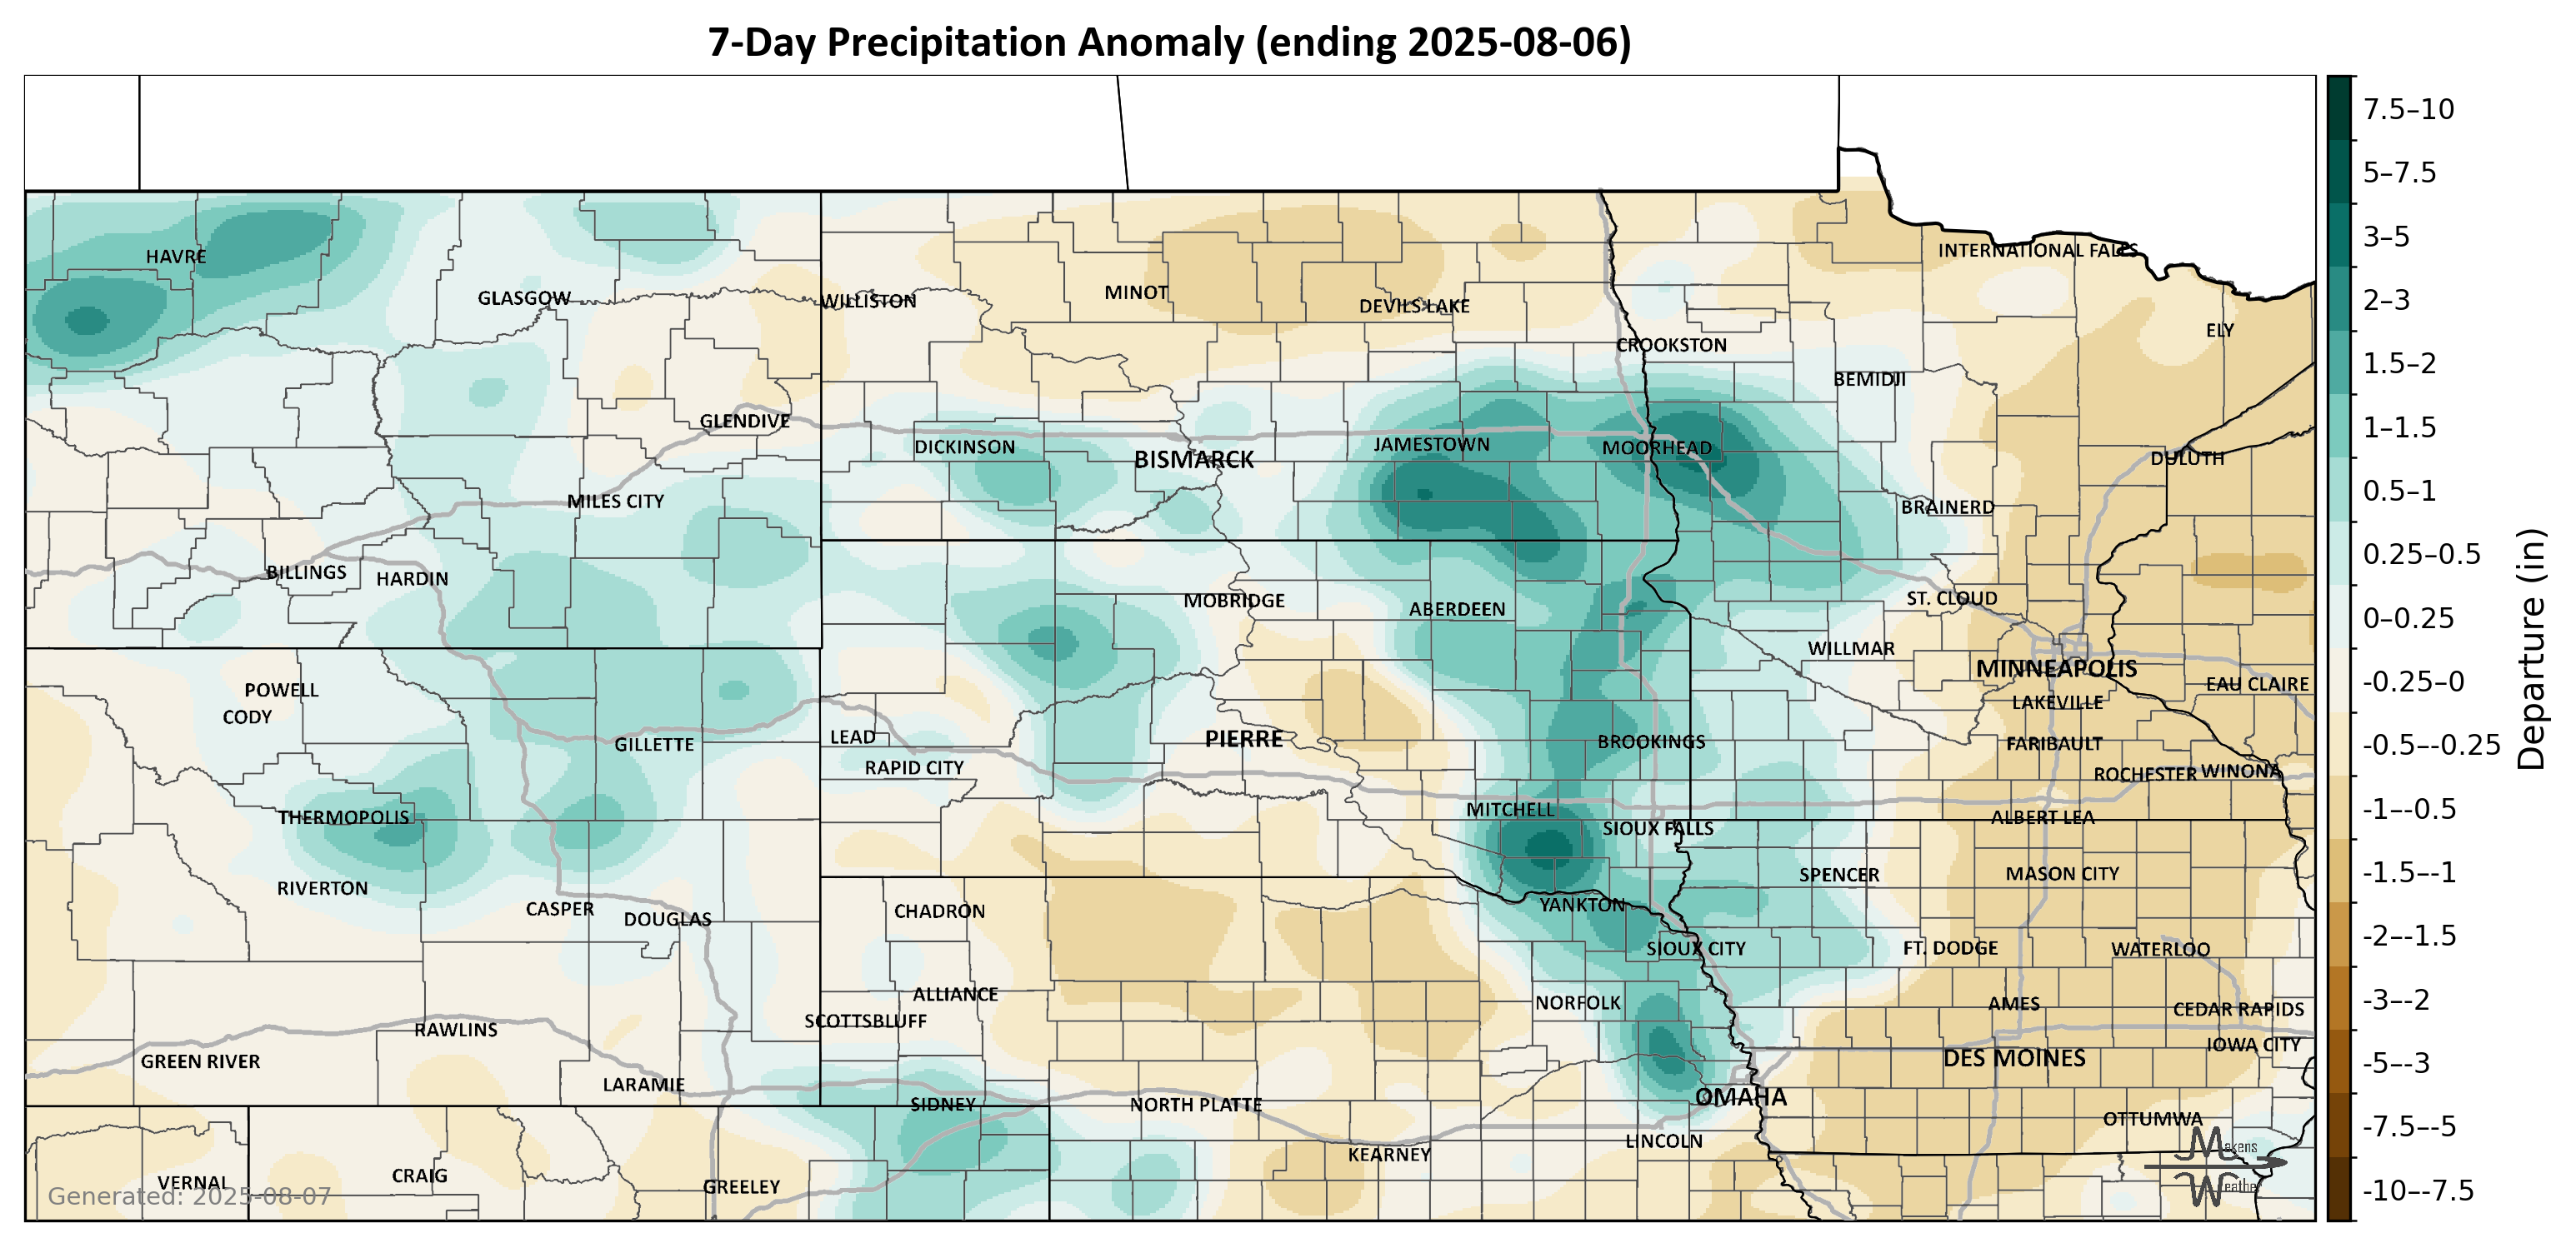 7-Day Precipitation Anomaly (ending 2025-08-06)
7.5–10
5–7.5
3–5
2–3
1.5–2
1–1.5
0.5–1
0.25–0.5
0–0.25
-0.25–0
-0.5–-0.25
-1–-0.5
-1.5–-1
-2–-1.5
-3–-2
-5–-3
-7.5–-5
-10–-7.5
Departure (in)
HAVRE
INTERNATIONAL FALLS
GLASGOW
WILLISTON
MINOT
DEVILS LAKE
ELY
CROOKSTON
BEMIDJI
GLENDIVE
DICKINSON
BISMARCK
JAMESTOWN
MOORHEAD
DULUTH
MILES CITY
BRAINERD
BILLINGS
HARDIN
MOBRIDGE
ABERDEEN
ST. CLOUD
WILLMAR
MINNEAPOLIS
POWELL
EAU CLAIRE
CODY
LAKEVILLE
GILLETTE
LEAD
PIERRE
BROOKINGS
FARIBAULT
RAPID CITY
ROCHESTER
WINONA
THERMOPOLIS
MITCHELL
SIOUX FALLS
ALBERT LEA
RIVERTON
SPENCER
MASON CITY
CASPER
DOUGLAS
CHADRON
YANKTON
SIOUX CITY
FT. DODGE
WATERLOO
ALLIANCE
NORFOLK
AMES
CEDAR RAPIDS
SCOTTSBLUFF
RAWLINS
IOWA CITY
GREEN RIVER
DES MOINES
LARAMIE
OMAHA
SIDNEY
NORTH PLATTE
OTTUMWA
LINCOLN
KEARNEY
VERNAL
CRAIG
GREELEY
Generated: 2025-08-07
Makens
Weather